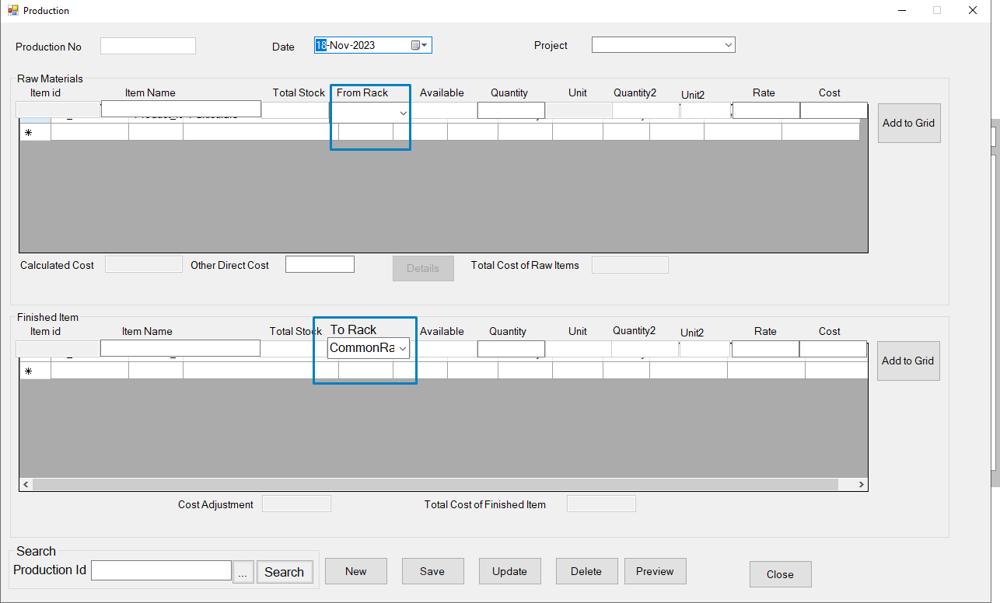 Production
Production No
Date 18-Nov-2023
Project
Raw Materials
Item id Item Name Total Stock From Rack Available Quantity Unit Quantity2 Unit2 Rate Cost
Add to Grid
*
Calculated Cost Other Direct Cost Details Total Cost of Raw Items
Finished Item
Item id Item Name Total Stock To Rack Available Quantity Unit Quantity2 Unit2 Rate Cost
CommonRa
Add to Grid
*
Cost Adjustment Total Cost of Finished Item
Search
Production Id ... Search New Save Update Delete Preview Close